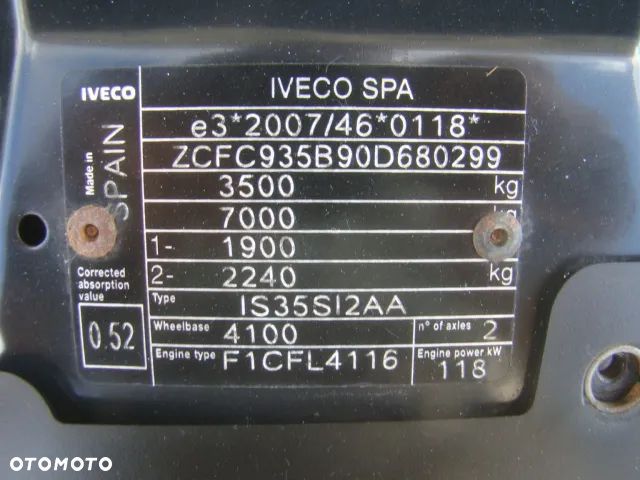 IVECO
IVECO SPA
e3*2007/46*0118*
ZCFC935B90D680299
3500 kg
7000 kg
1- 1900
2- 2240 kg
Type IS35SI2AA
Wheelbase 4100 n° of axles 2
Engine type F1CFL4116 Engine power kW 118
Made in SPAIN
Corrected
absorption
value
0.52
OTOMOTO